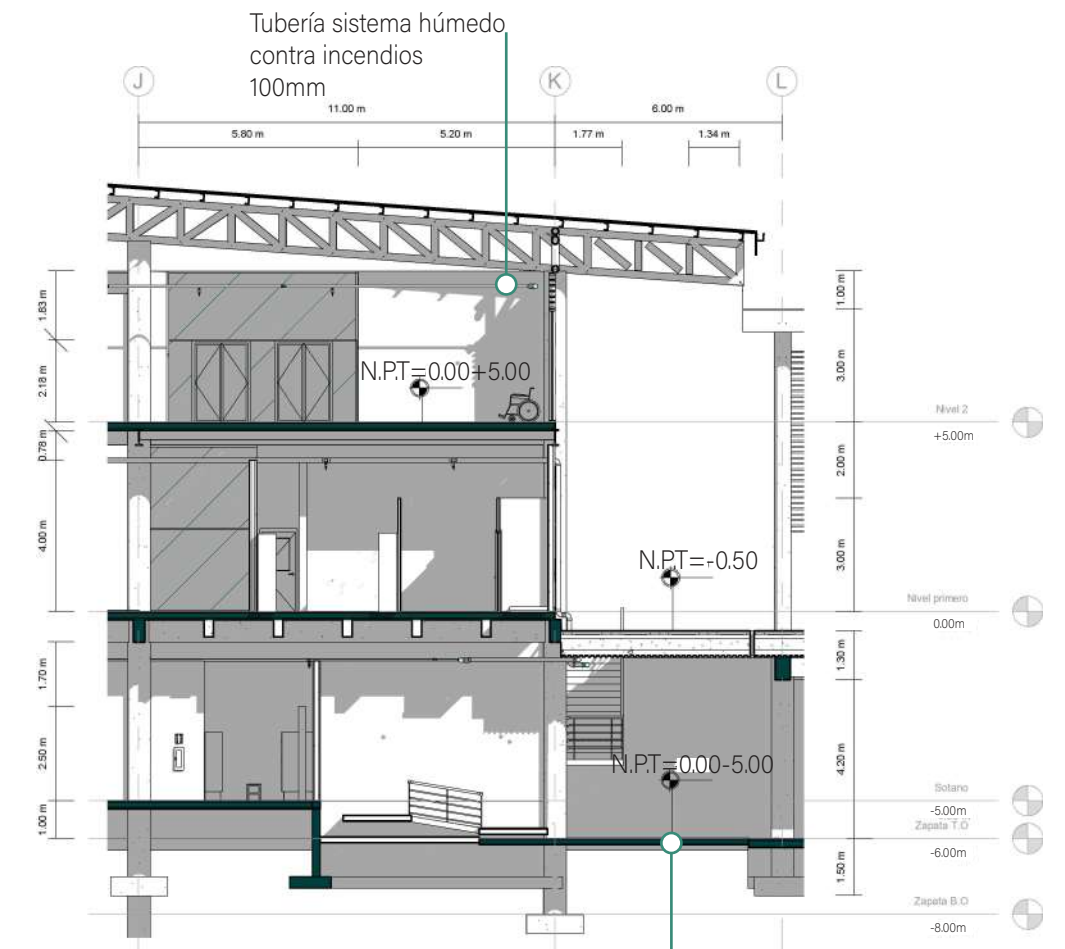 Tubería sistema húmedo
contra incendios
100mm
J
K
L
11.00 m
6.00 m
5.80 m
5.20 m
1.77 m
1.34 m
1.83 m
2.18 m
0.78 m
4.00 m
1.70 m
2.50 m
1.00 m
N.P.T=0.00+5.00
N.P.T=-0.50
N.P.T=0.00-5.00
1.00 m
3.00 m
2.00 m
3.00 m
1.30 m
4.20 m
1.50 m
Nivel 2
+5.00m
Nivel primero
0.00m
Sotano
-5.00m
Zapata T.O
-6.00m
Zapata B.O
-8.00m